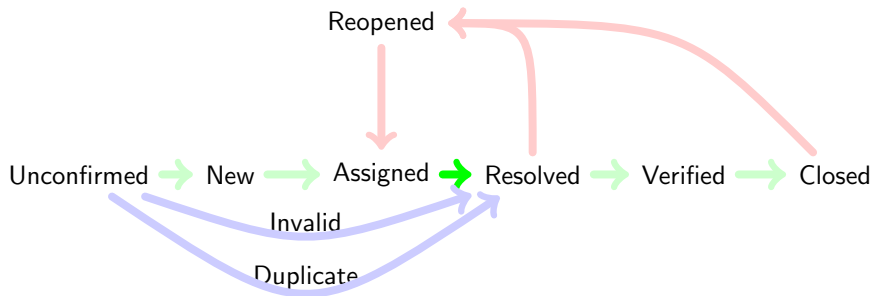 Reopened
Unconfirmed New Assigned Resolved Verified Closed
Invalid
Duplicate